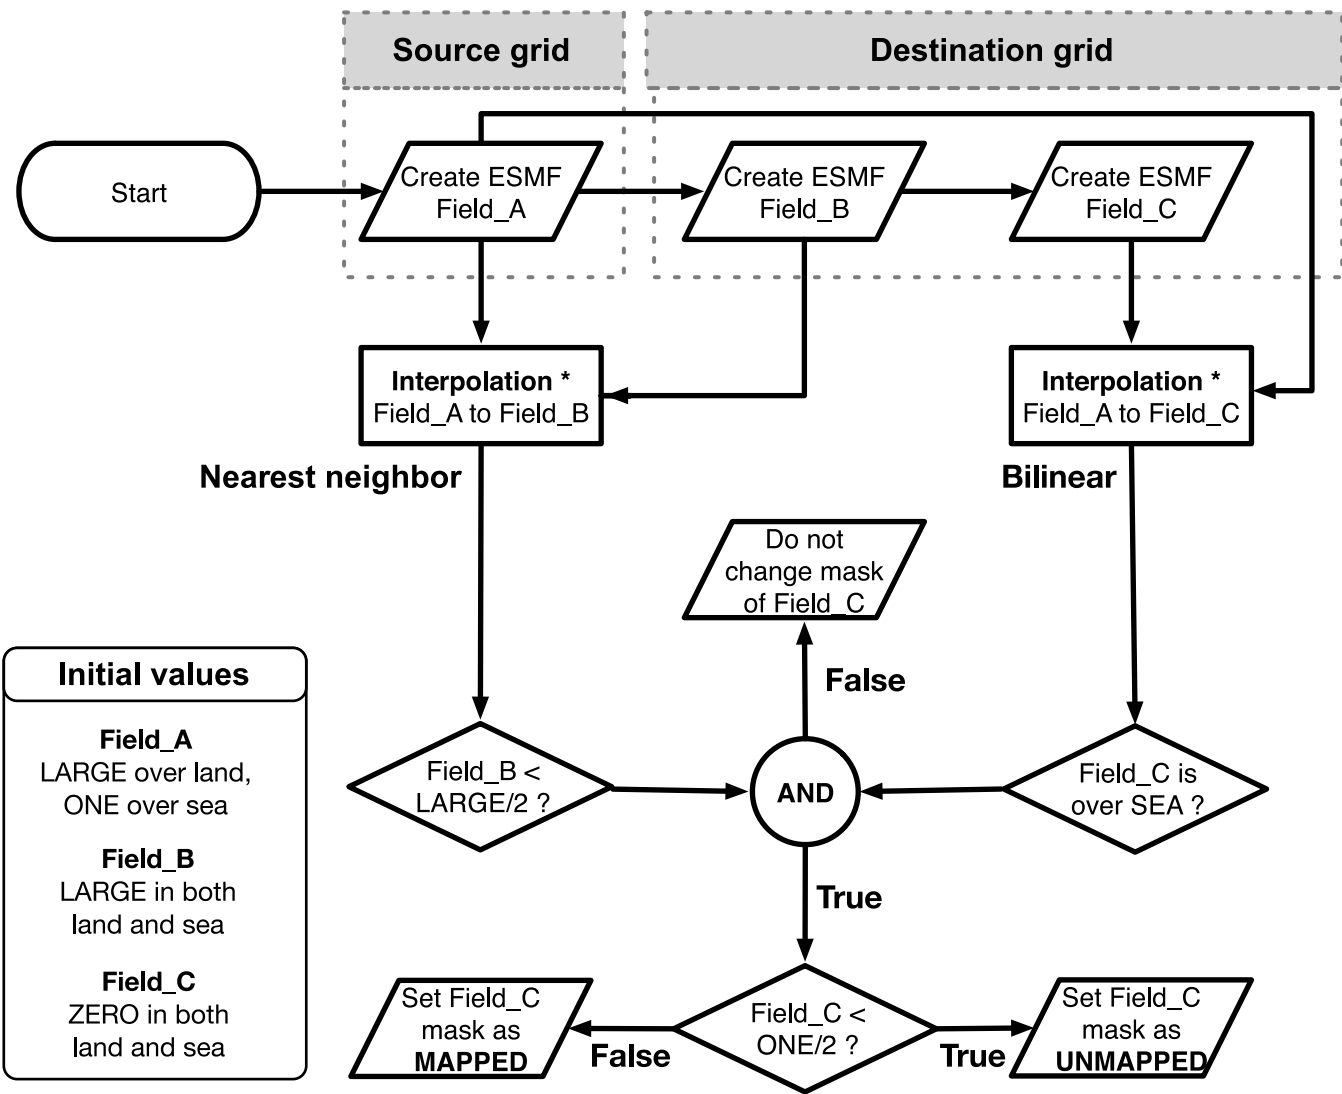 Source grid
Destination grid
Start
Create ESMF
Field_A
Create ESMF
Field_B
Create ESMF
Field_C
Interpolation *
Field_A to Field_B
Interpolation *
Field_A to Field_C
Nearest neighbor
Bilinear
Do not
change mask
of Field_C
False
Initial values
Field_A
LARGE over land,
ONE over sea
Field_B
LARGE in both
land and sea
Field_C
ZERO in both
land and sea
Field_B <
LARGE/2 ?
AND
Field_C is
over SEA ?
True
Set Field_C
mask as
MAPPED
False
Field_C <
ONE/2 ?
True
Set Field_C
mask as
UNMAPPED